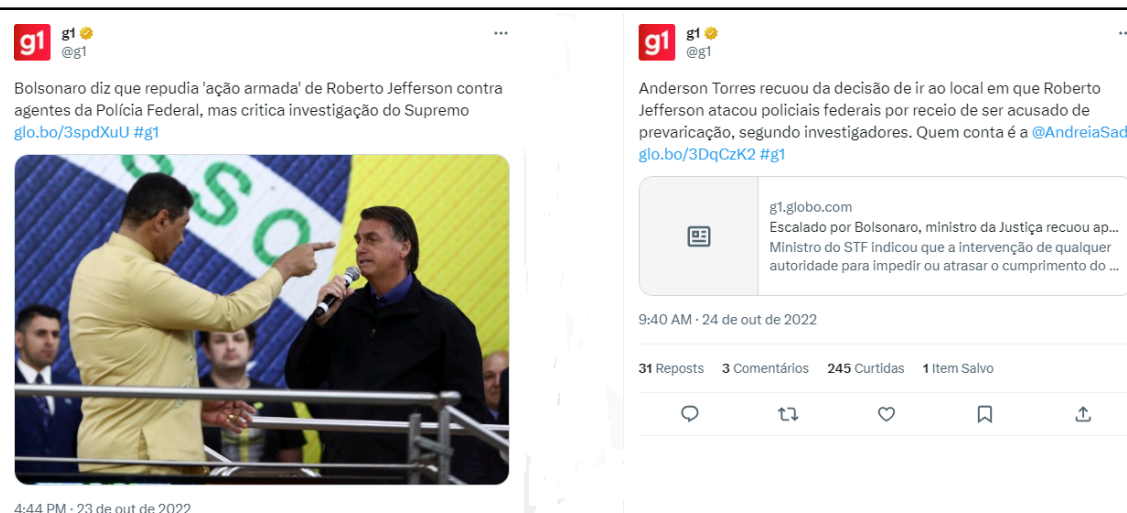 g1
g1
@g1
Bolsonaro diz que repudia 'ação armada' de Roberto Jefferson contra
agentes da Polícia Federal, mas critica investigação do Supremo
glo.bo/3spdXuU #g1
SSO
4:44 PM · 23 de out de 2022
g1
g1
@g1
Anderson Torres recuou da decisão de ir ao local em que Roberto
Jefferson atacou policiais federais por receio de ser acusado de
prevaricação, segundo investigadores. Quem conta é a @AndreiaSad
glo.bo/3DqCzK2 #g1
g1.globo.com
Escalado por Bolsonaro, ministro da Justiça recuou ap...
Ministro do STF indicou que a intervenção de qualquer
autoridade para impedir ou atrasar o cumprimento do ...
9:40 AM · 24 de out de 2022
31 Reposts 3 Comentários 245 Curtidas 1 Item Salvo